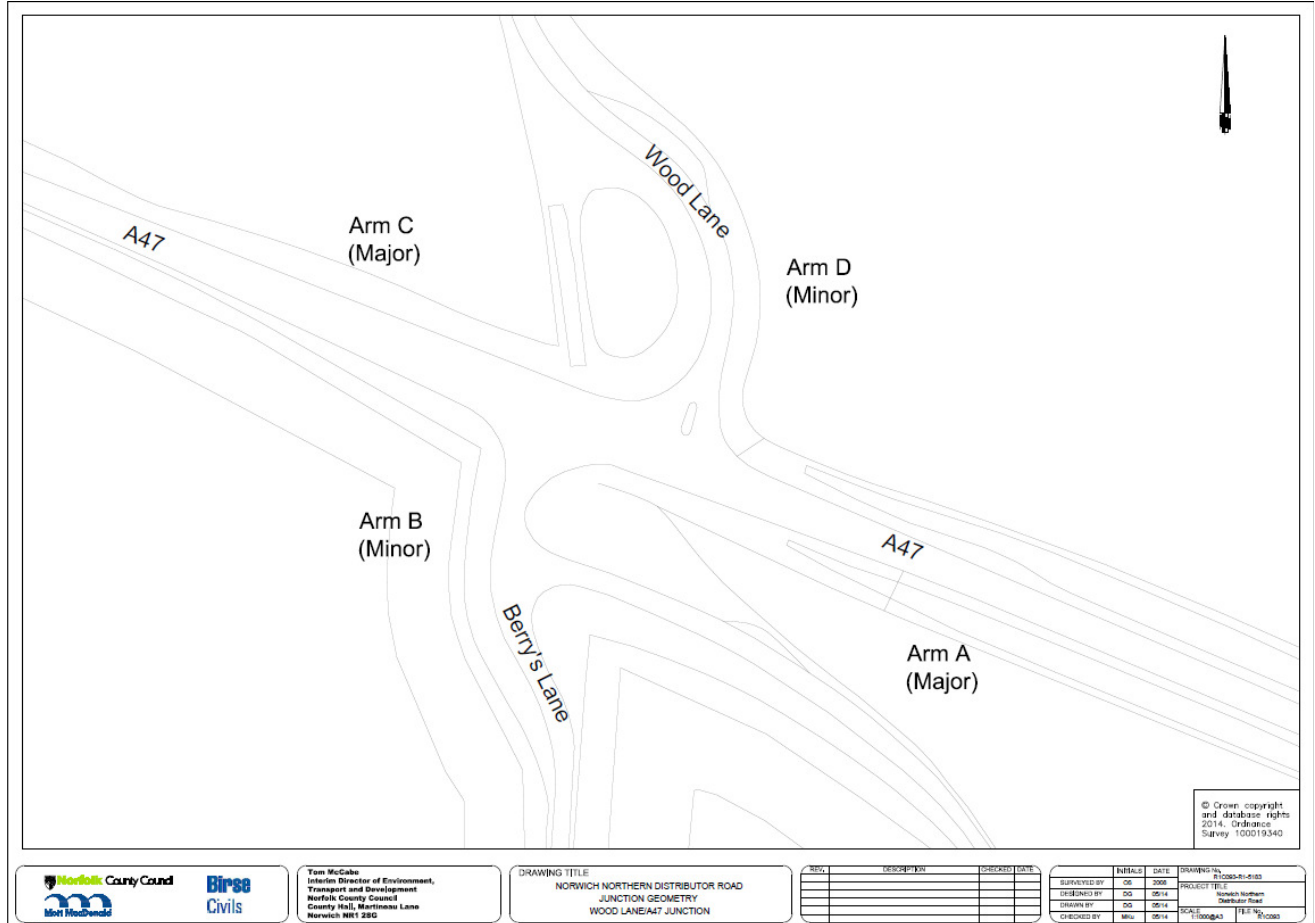 Wood Lane
Arm C
(Major)
A47
Arm D
(Minor)
Arm B
(Minor)
A47
Berry's Lane
Arm A
(Major)
© Crown copyright
and database rights
2014. Ordnance
Survey 100019340
Norfolk County Council
Mott MacDonald
Birse
Civils
Tom McCabe
Interim Director of Environment,
Transport and Development
Norfolk County Council
County Hall, Martineau Lane
Norwich NR1 2SG
DRAWING TITLE
NORWICH NORTHERN DISTRIBUTOR ROAD
JUNCTION GEOMETRY
WOOD LANE/A47 JUNCTION
REV. DESCRIPTION CHECKED DATE
INITIALS DATE
SURVEYED BY OS 2008
DESIGNED BY DG 05/14
DRAWN BY DG 05/14
CHECKED BY MKu 05/14
DRAWING No.
PROJECT TITLE
Norwich Northern
Distributor Road
SCALE
1:1000@A3
FILE No.
R1C093